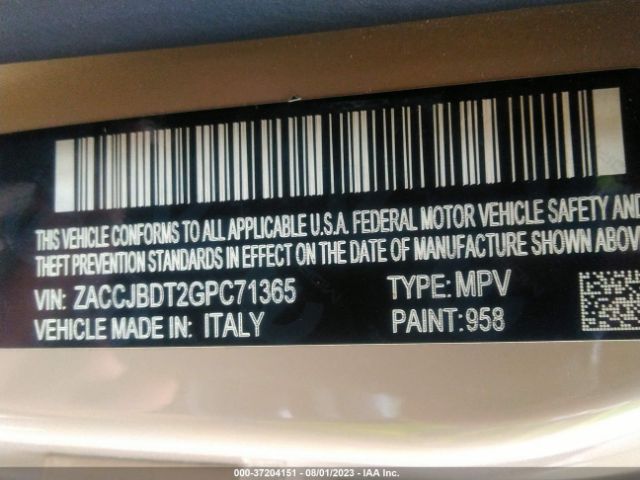 THIS VEHICLE CONFORMS TO ALL APPLICABLE U.S.A. FEDERAL MOTOR VEHICLE SAFETY AND
THEFT PREVENTION STANDARDS IN EFFECT ON THE DATE OF MANUFACTURE SHOWN ABOV
VIN: ZACCJBDT2GPC71365 TYPE: MPV
VEHICLE MADE IN: ITALY PAINT: 958
000-37204151 - 08/01/2023 - IAA Inc.